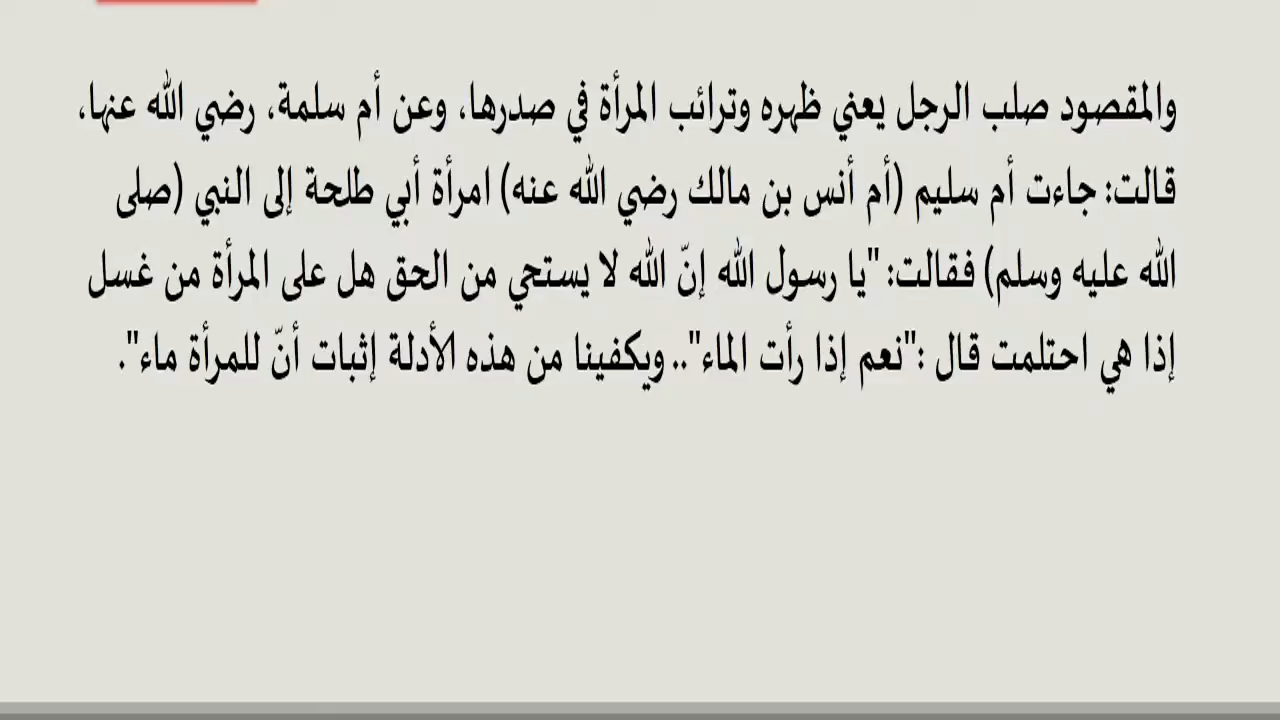 والمقصود صلب الرجل يعني ظهره وترائب المرأة في صدرها، وعن أم سلمة، رضي الله عنها،
قالت: جاءت أم سليم (أم أنس بن مالك رضي الله عنه) امرأة أبي طلحة إلى النبي (صلى
الله عليه وسلم) فقالت: "يا رسول الله إنّ الله لا يستحي من الحق هل على المرأة من غسل
إذا هي احتلمت قال :"نعم إذا رأت الماء".. ويكفينا من هذه الأدلة إثبات أنّ للمرأة ماء".